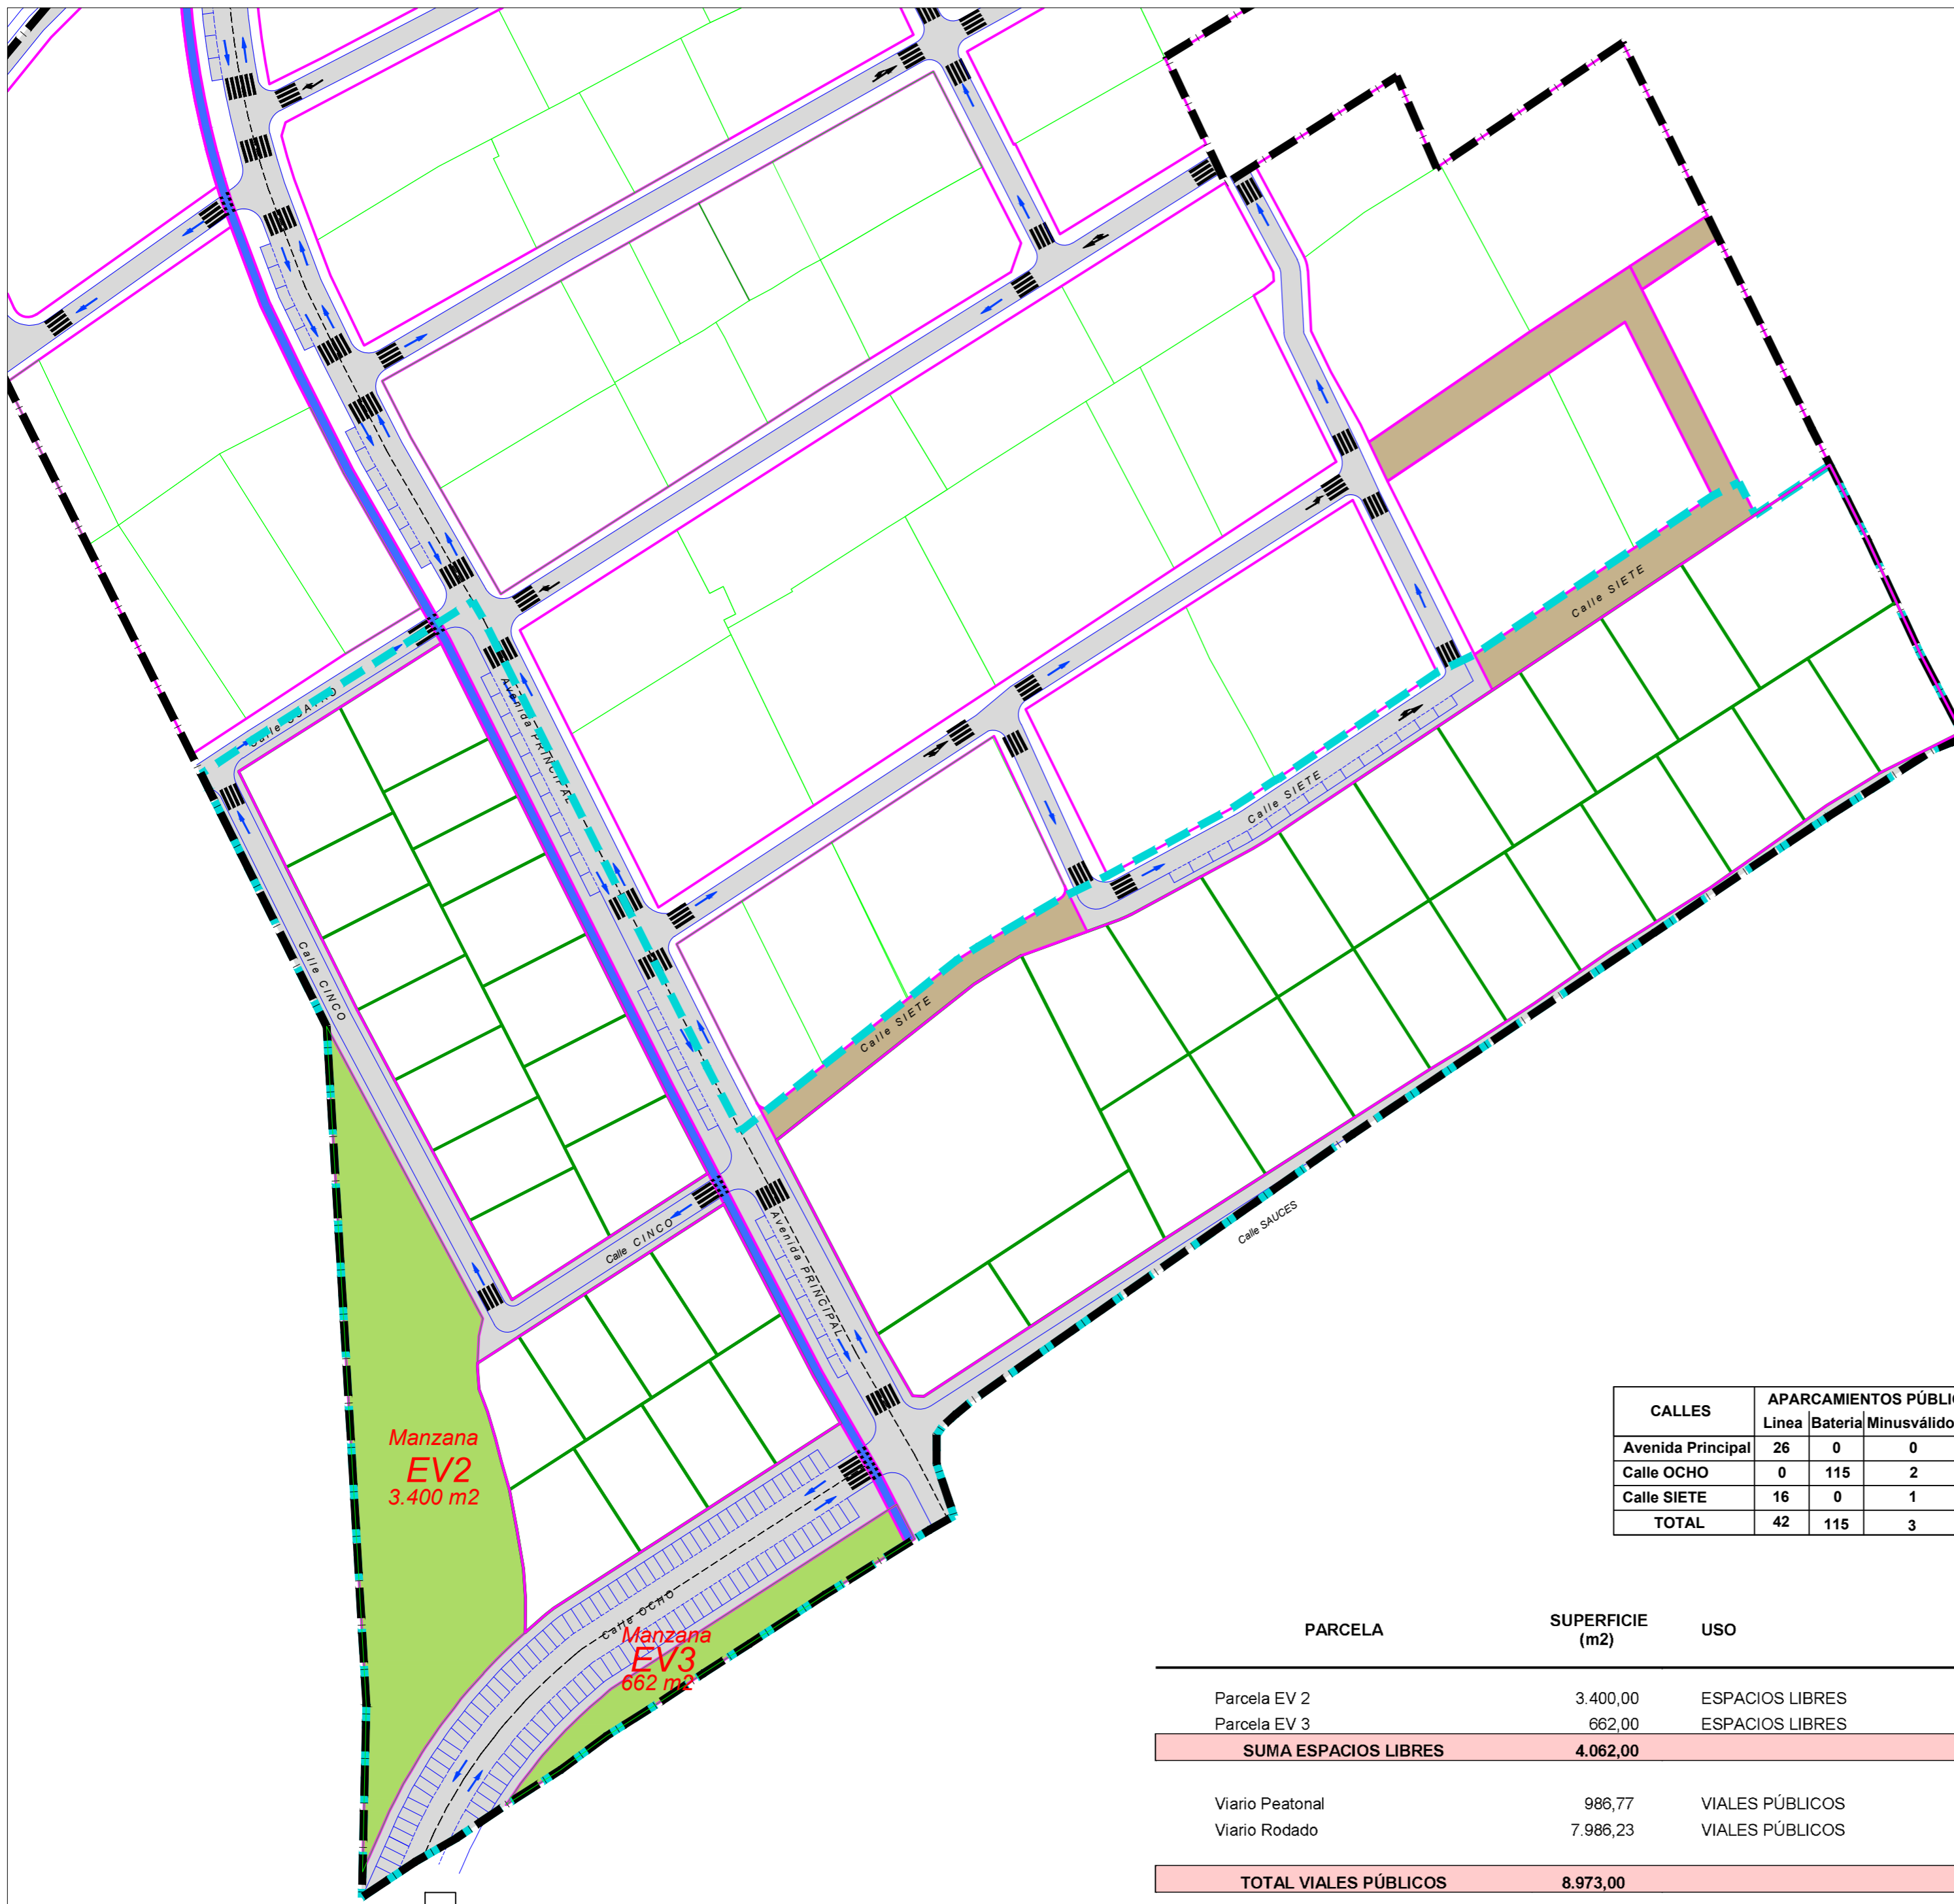 Calle CUATRO
Avenida PRINCIPAL
Calle SIETE
Calle SIETE
Calle CINCO
Calle SIETE
Calle CINCO
Avenida PRINCIPAL
Calle SAUCES
Manzana
EV2
3.400 m2
Calle OCHO
Manzana
EV3
662 m2
CALLES APARCAMIENTOS PÚBLI
Linea Bateria Minusválido
Avenida Principal 26 0 0
Calle OCHO 0 115 2
Calle SIETE 16 0 1
TOTAL 42 115 3
PARCELA SUPERFICIE (m2) USO
Parcela EV 2 3.400,00 ESPACIOS LIBRES
Parcela EV 3 662,00 ESPACIOS LIBRES
SUMA ESPACIOS LIBRES 4.062,00
Viario Peatonal 986,77 VIALES PÚBLICOS
Viario Rodado 7.986,23 VIALES PÚBLICOS
TOTAL VIALES PÚBLICOS 8.973,00